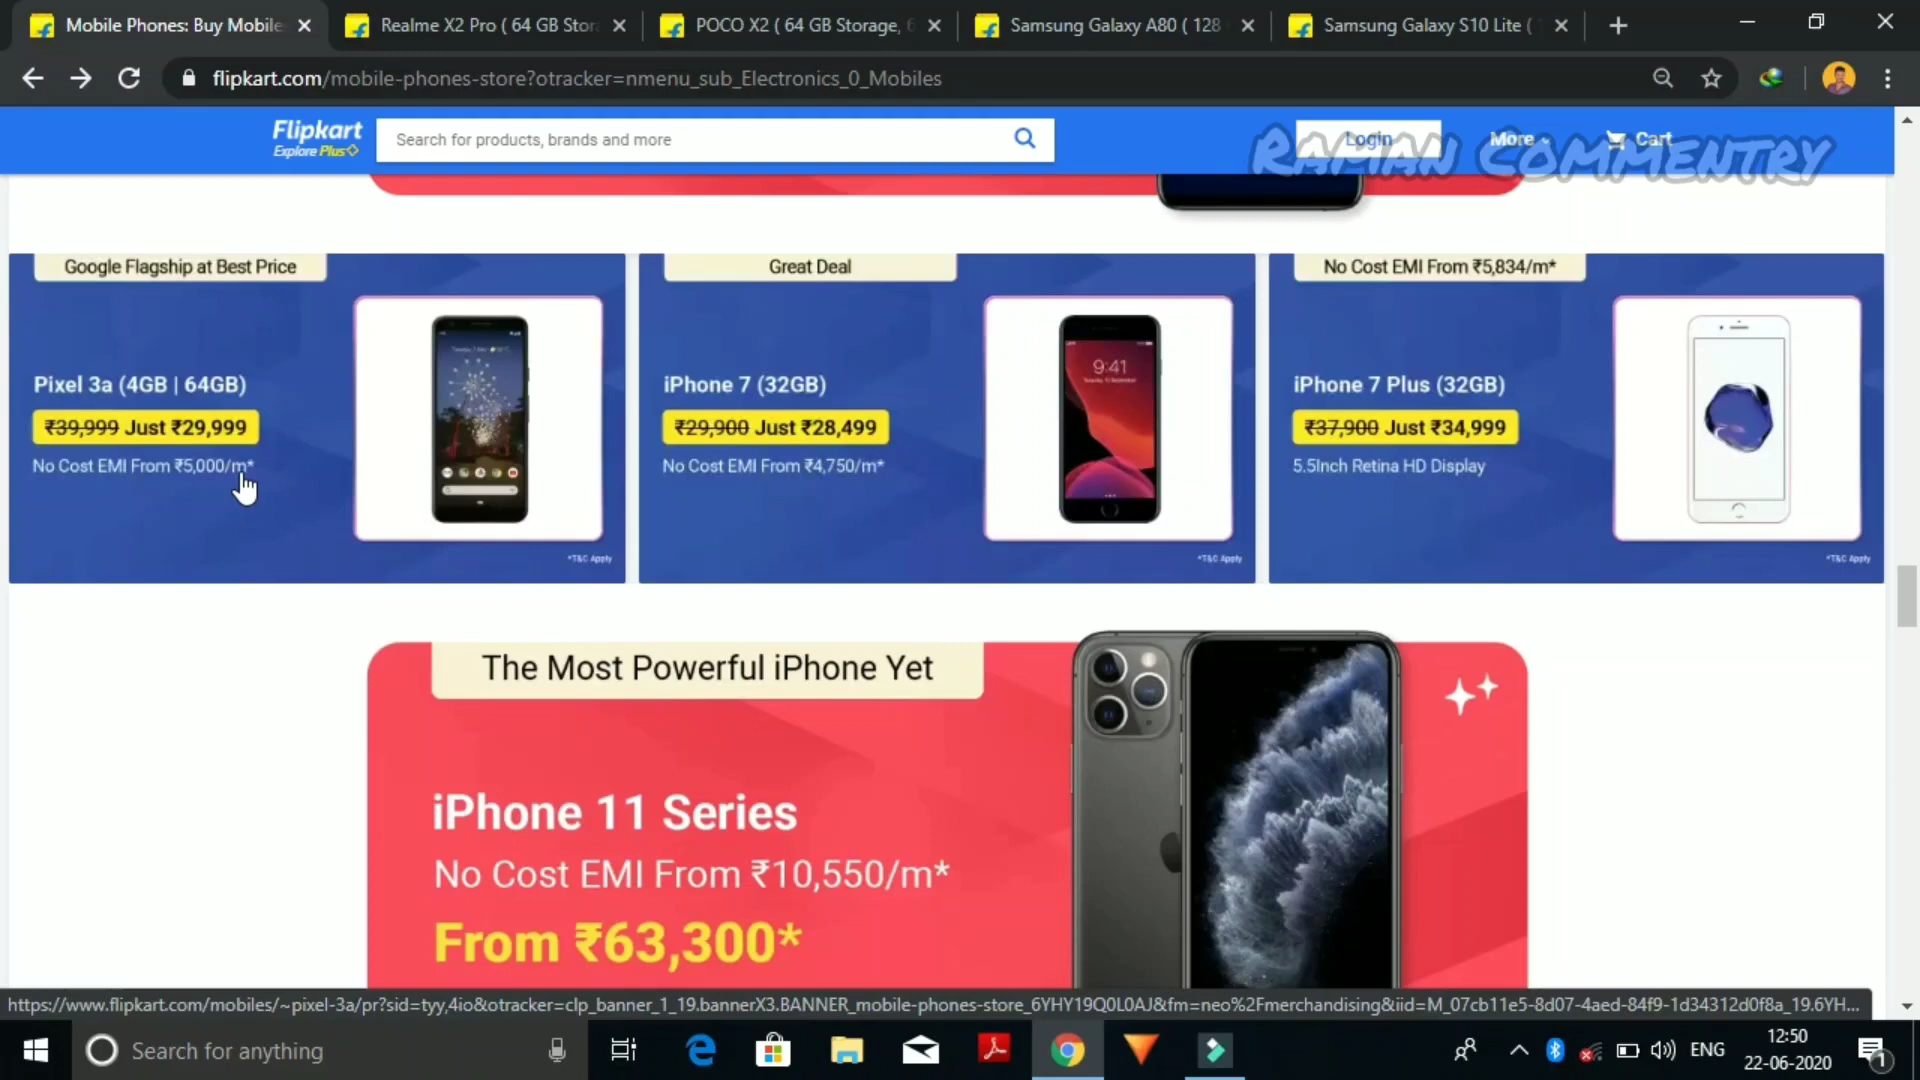 Mobile Phones: Buy Mobile
Realme X2 Pro ( 64 GB Stor
POCO X2 ( 64 GB Storage, 6
Samsung Galaxy A80 ( 128
Samsung Galaxy S10 Lite (
flipkart.com/mobile-phones-store?otracker=nmenu_sub_Electronics_0_Mobiles
Flipkart
Explore Plus
Search for products, brands and more
Login
More
Cart
RAMAN COMMENTRY
Google Flagship at Best Price
Pixel 3a (4GB | 64GB)
₹39,999 Just ₹29,999
No Cost EMI From ₹5,000/m*
*T&C Apply
Great Deal
iPhone 7 (32GB)
₹29,900 Just ₹28,499
No Cost EMI From ₹4,750/m*
9:41
*T&C Apply
No Cost EMI From ₹5,834/m*
iPhone 7 Plus (32GB)
₹37,900 Just ₹34,999
5.5Inch Retina HD Display
*T&C Apply
The Most Powerful iPhone Yet
iPhone 11 Series
No Cost EMI From ₹10,550/m*
From ₹63,300*
https://www.flipkart.com/mobiles/~pixel-3a/pr?sid=tyy,4io&otracker=clp_banner_1_19.bannerX3.BANNER_mobile-phones-store_6YHY19Q0L0AJ&fm=neo%2Fmerchandising&iid=M_07cb11e5-8d07-4aed-84f9-1d34312d0f8a_19.6YH...
Search for anything
ENG
12:50
22-06-2020
1